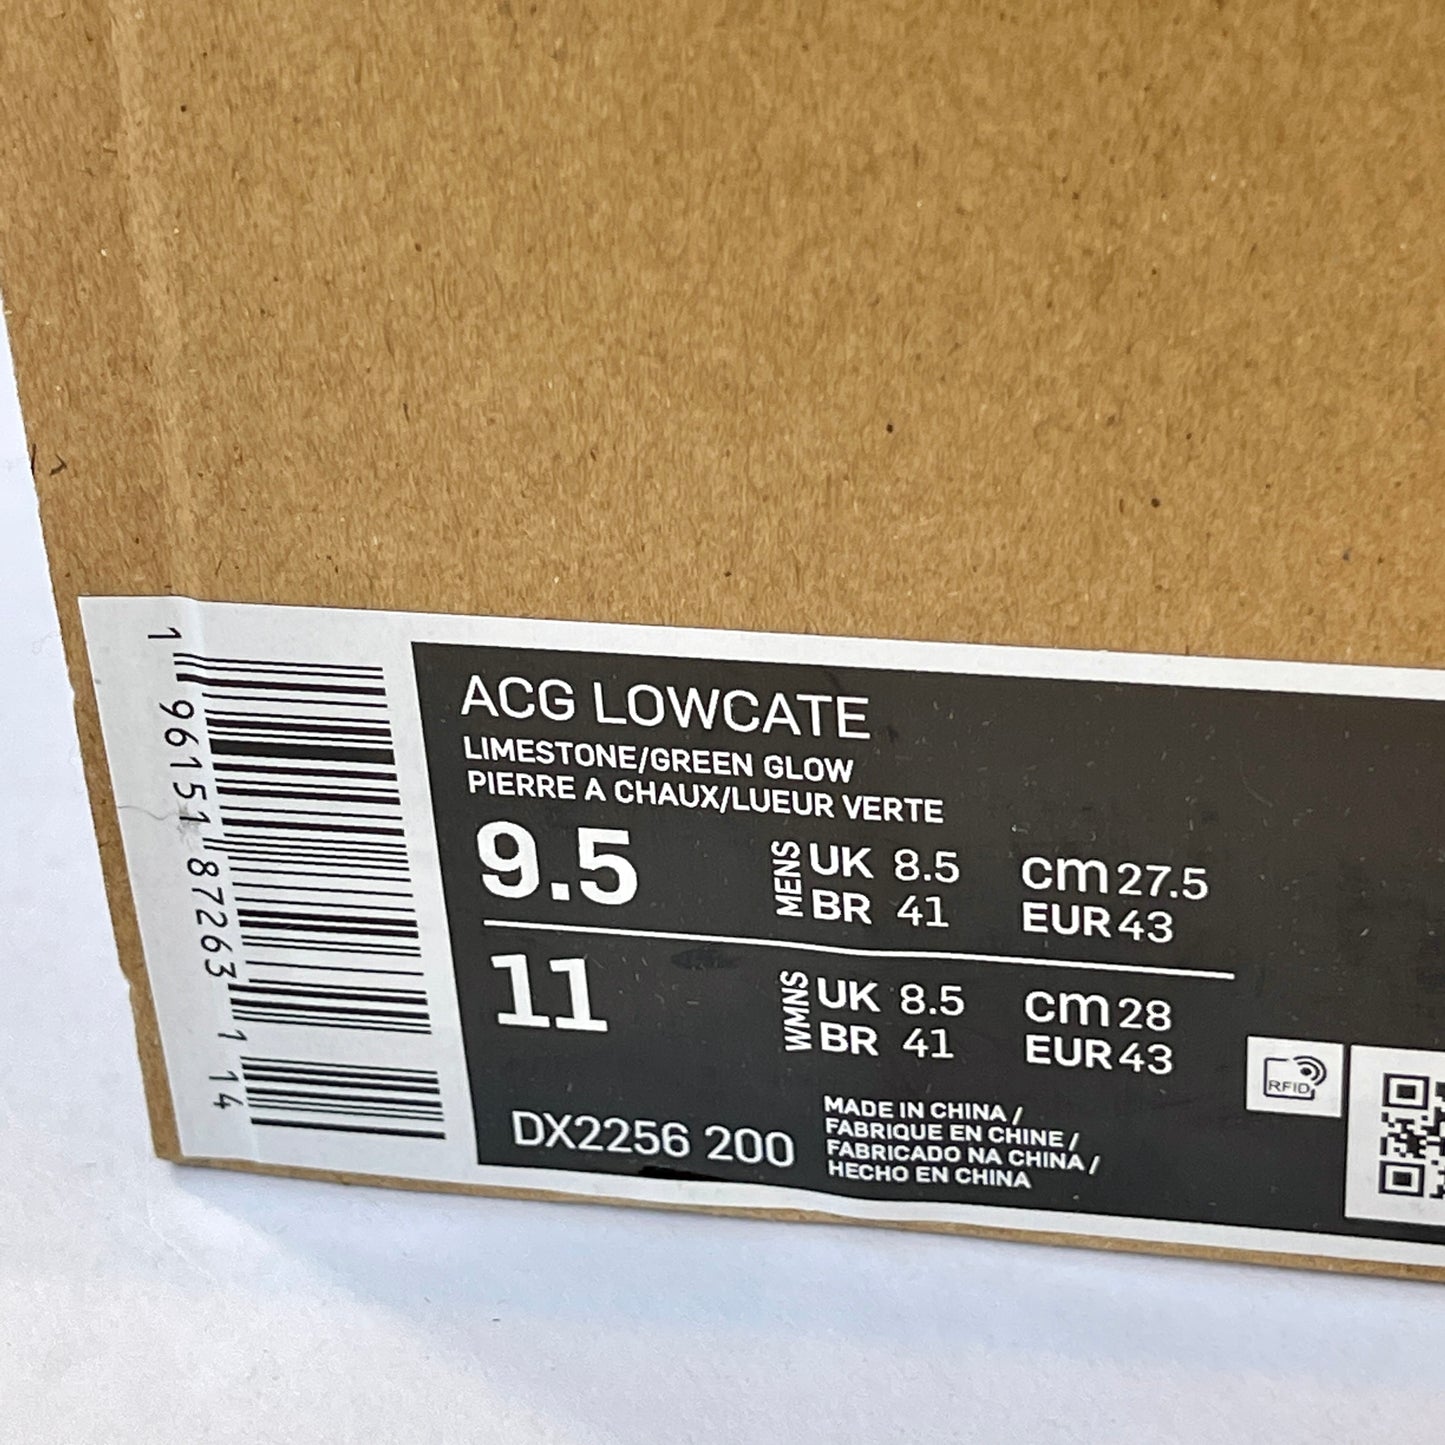 ACG LOWCATE
LIMESTONE/GREEN GLOW
PIERRE A CHAUX/LUEUR VERTE
9.5 MENS UK 8.5 cm 27.5
BR 41 EUR 43
11 WMNS UK 8.5 cm 28
BR 41 EUR 43
DX2256 200
MADE IN CHINA /
FABRIQUE EN CHINE /
FABRICADO NA CHINA /
HECHO EN CHINA
RFID
1 96151 87263 1 14